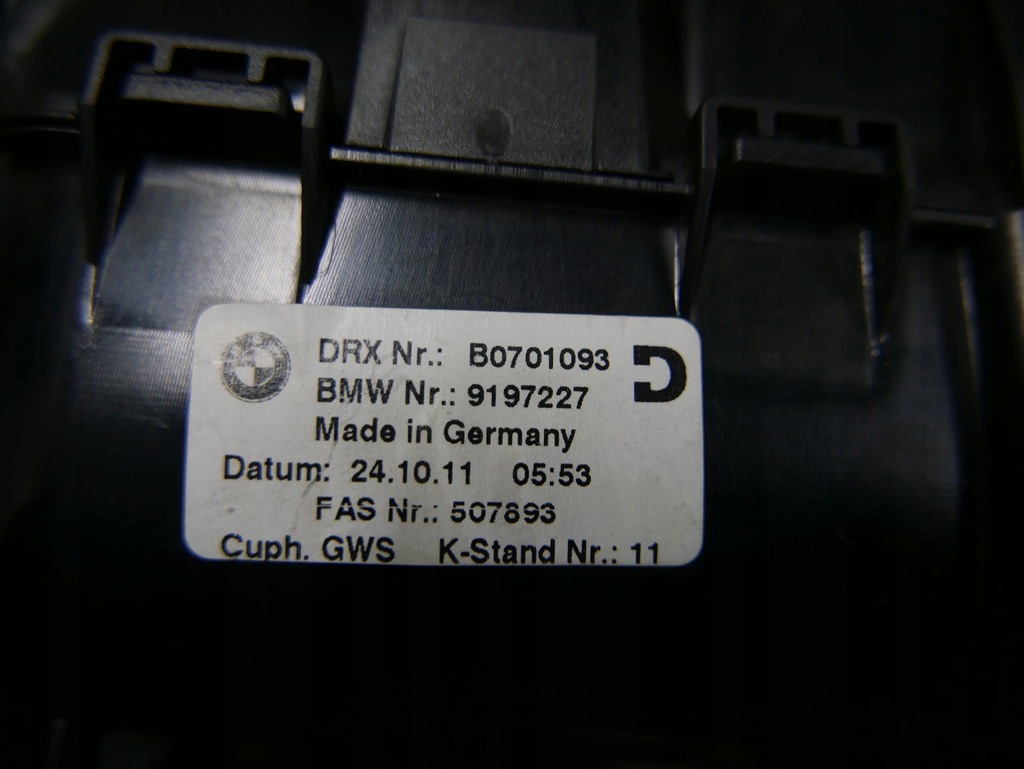 DRX Nr.: B0701093
BMW Nr.: 9197227
Made in Germany
Datum: 24.10.11 05:53
FAS Nr.: 507893
Cuph. GWS K-Stand Nr.: 11